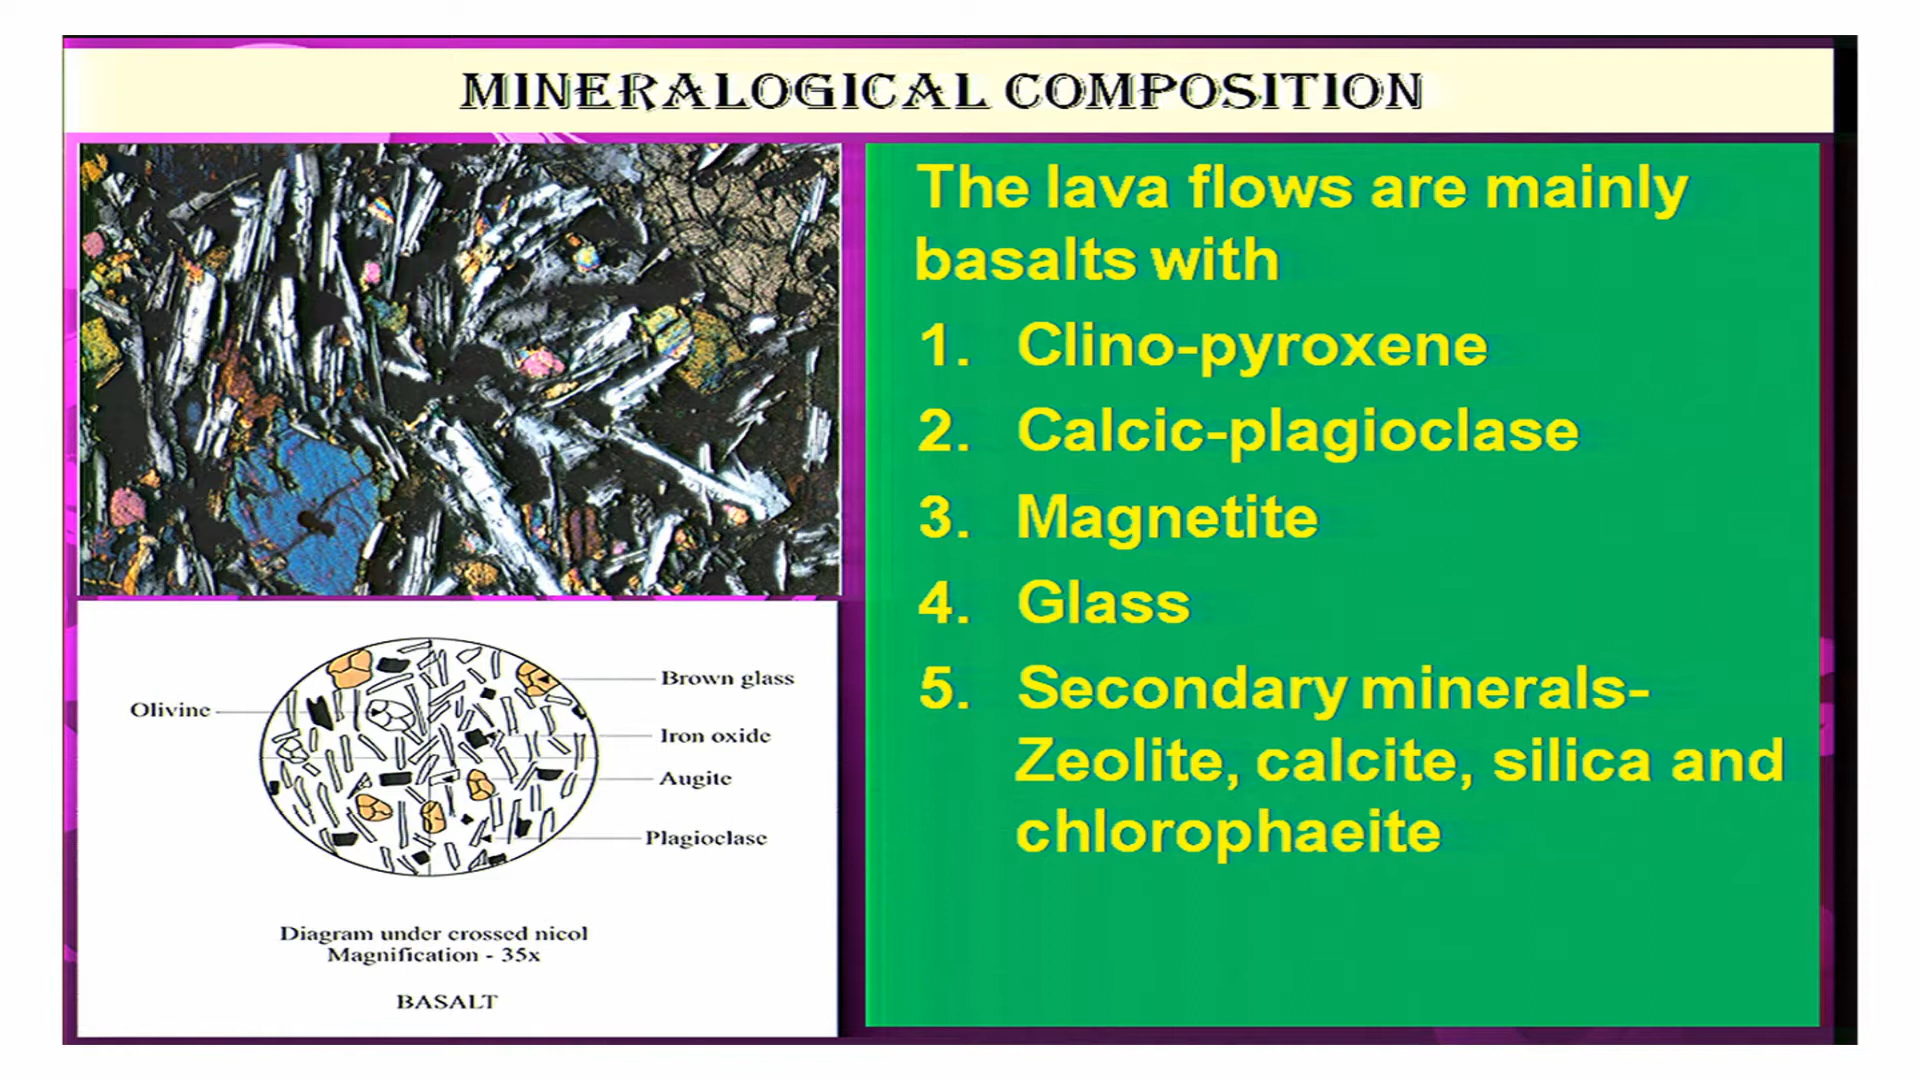 MINERALOGICAL COMPOSITION
The lava flows are mainly
basalts with
1. Clino-pyroxene
2. Calcic-plagioclase
3. Magnetite
4. Glass
5. Secondary minerals-
Zeolite, calcite, silica and
chlorophaeite
Olivine
Brown glass
Iron oxide
Augite
Plagioclase
Diagram under crossed nicol
Magnification - 35x
BASALT